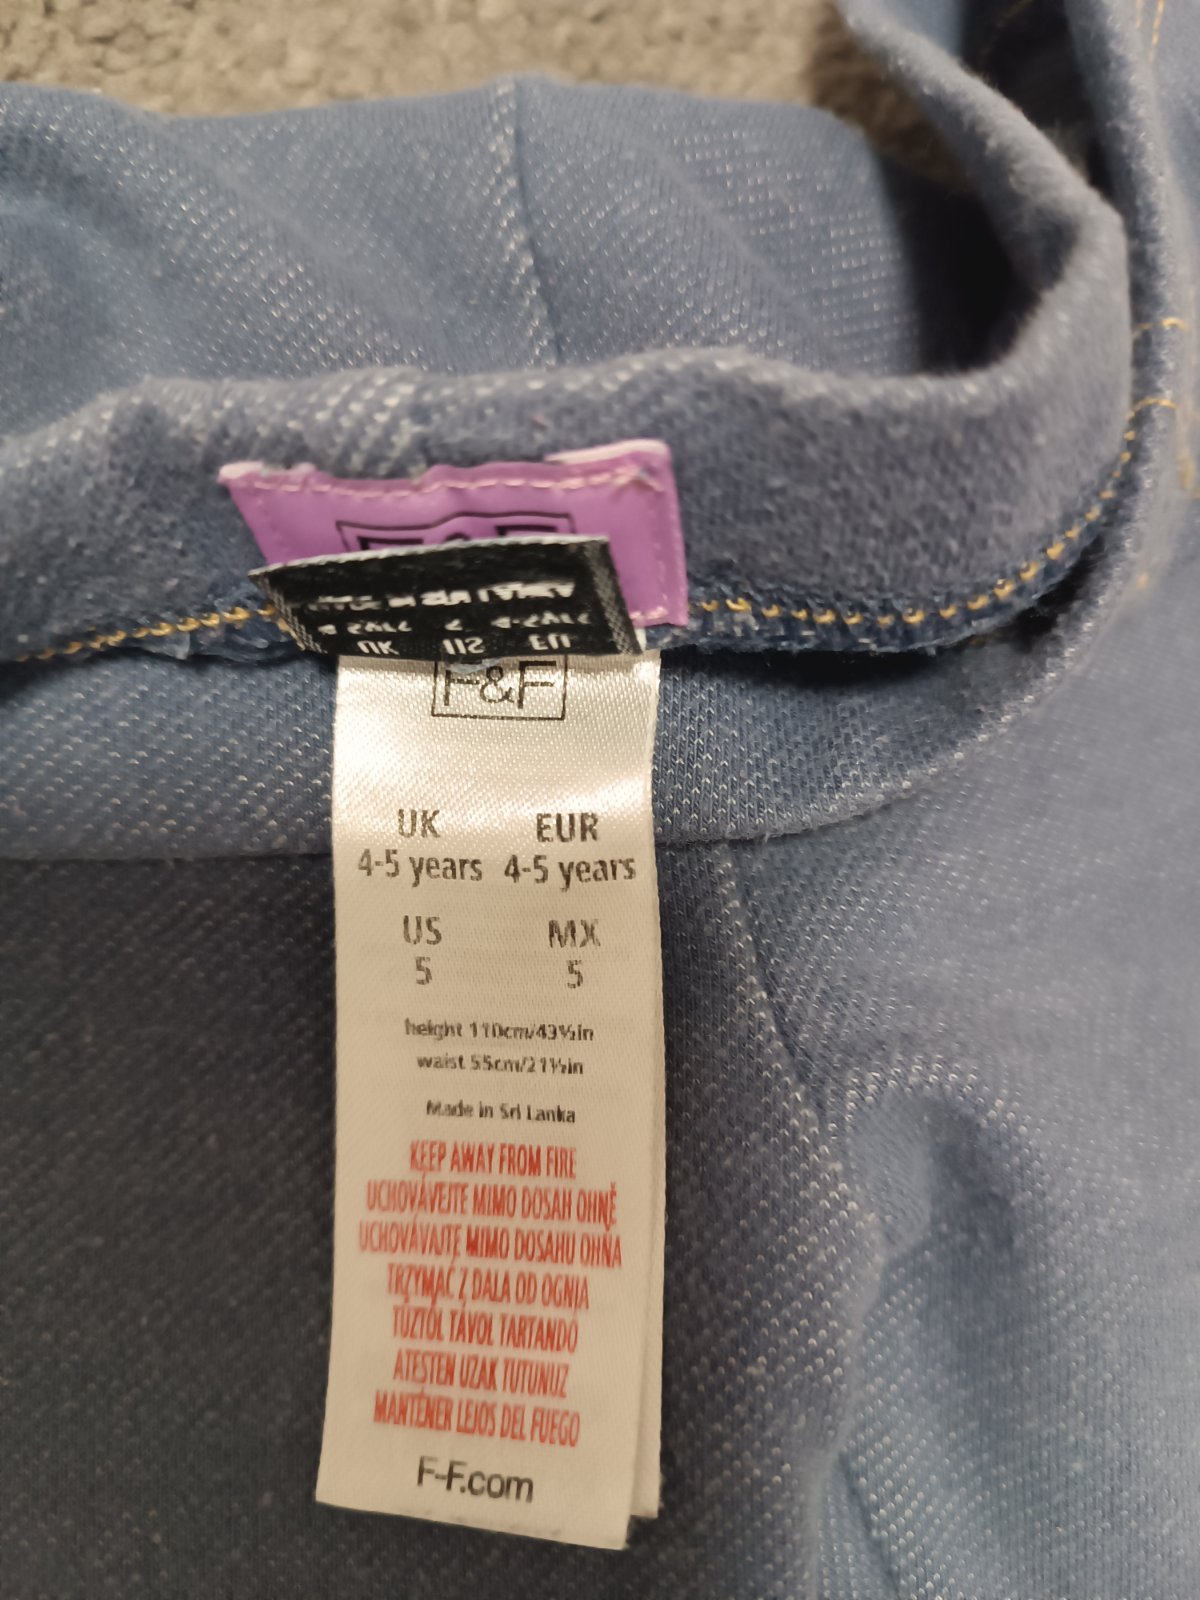 F&F
UK EUR
4-5 years 4-5 years
US MX
5 5
height 110cm/43½in
waist 55cm/21½in
Made in Sri Lanka
KEEP AWAY FROM FIRE
UCHOVÁVEJTE MIMO DOSAH OHNĚ
UCHOVÁVAJTE MIMO DOSAHU OHŇA
TRZYMAĆ Z DALA OD OGNIA
TŰZTŐL TÁVOL TARTANDÓ
ATEŞTEN UZAK TUTUNUZ
MANTÉNER LEJOS DEL FUEGO
F-F.com